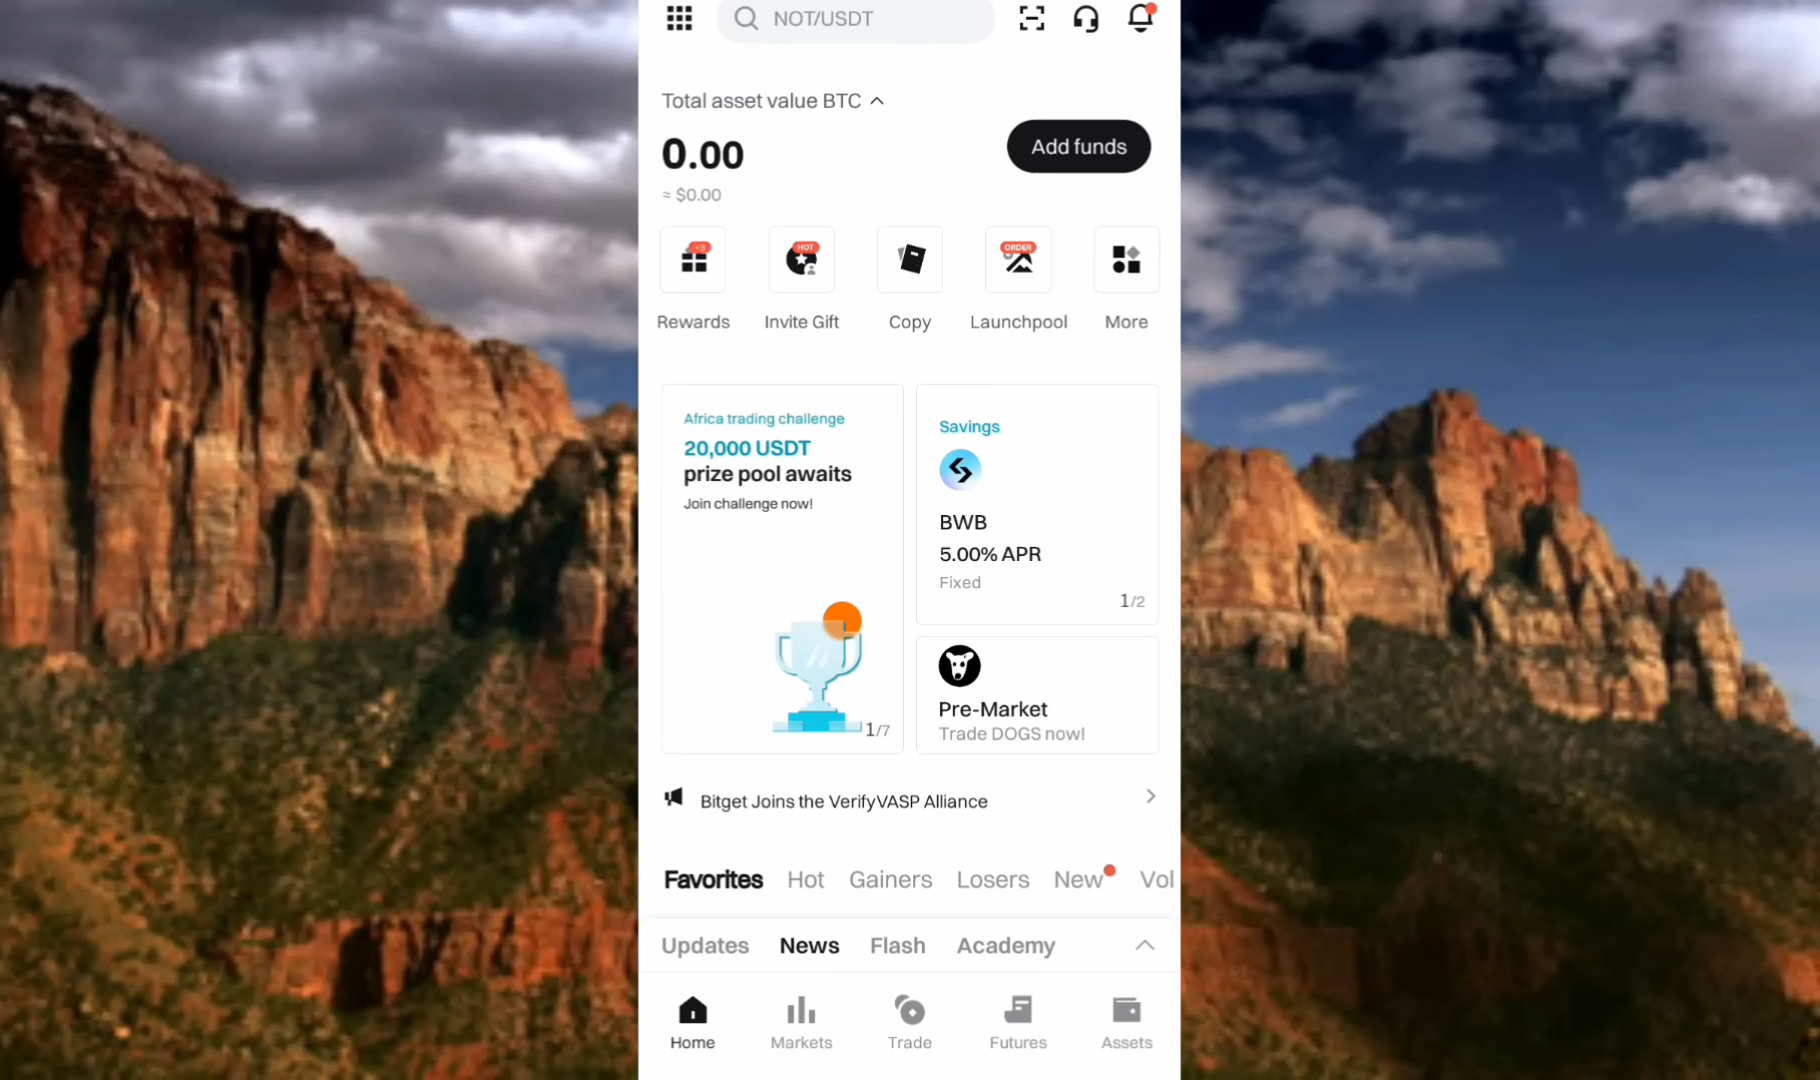 NOT/USDT
Total asset value BTC
0.00
Add funds
≈ $0.00
+3
HOT
ORDER
Rewards
Invite Gift
Copy
Launchpool
More
Africa trading challenge
20,000 USDT
prize pool awaits
Join challenge now!
1/7
Savings
BWB
5.00% APR
Fixed
1/2
Pre-Market
Trade DOGS now!
Bitget Joins the VerifyVASP Alliance
Favorites Hot Gainers Losers New Vol
Updates News Flash Academy
Home Markets Trade Futures Assets